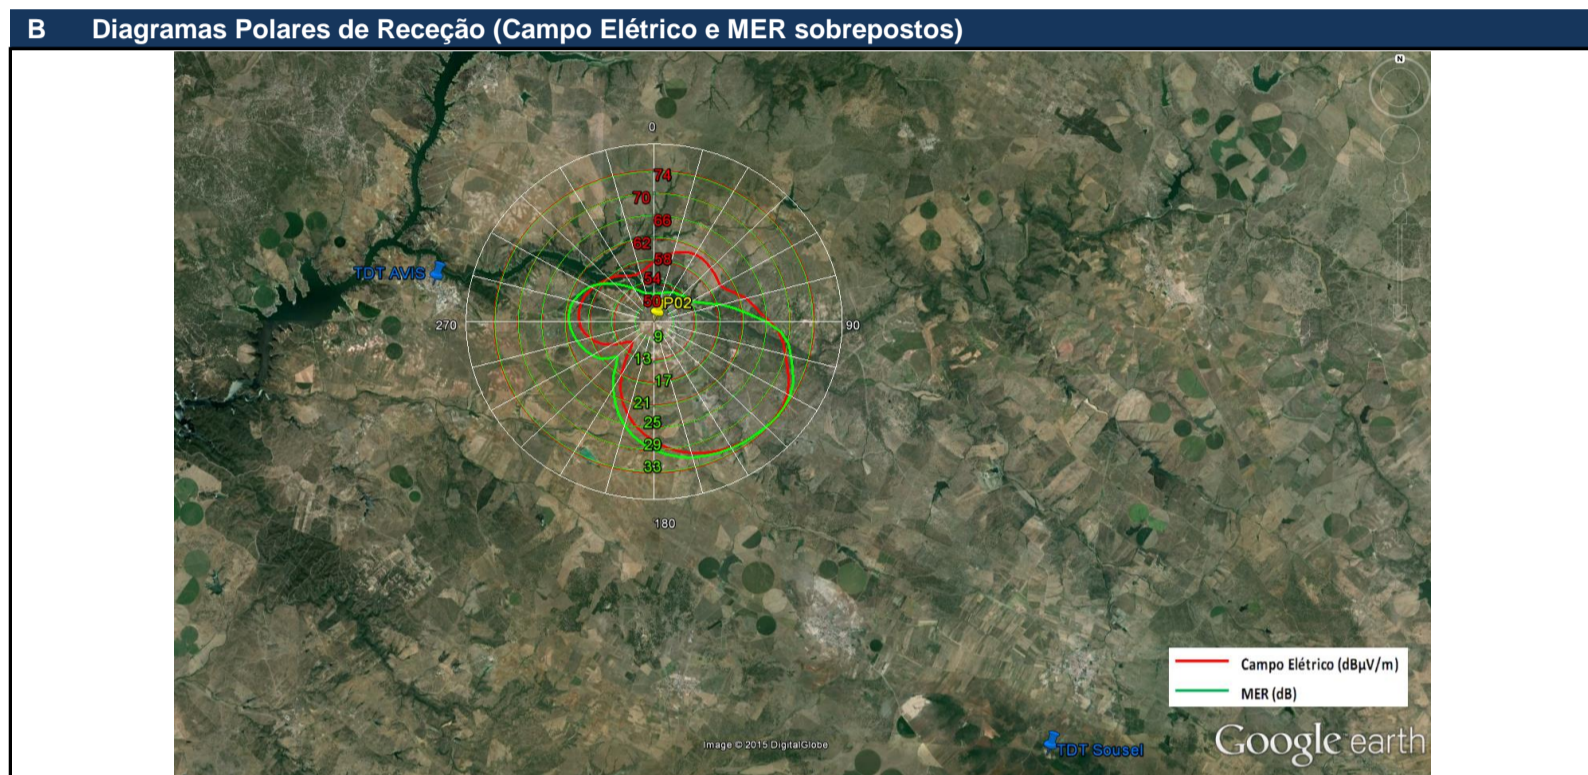 B Diagramas Polares de Receção (Campo Elétrico e MER sobrepostos)
N
0
74
70
66
62
58
54
50
P02
TDT AVIS
270
90
9
13
17
21
25
29
33
180
Campo Elétrico (dBµV/m)
MER (dB)
Image © 2015 DigitalGlobe
TDT Sousel
Google earth